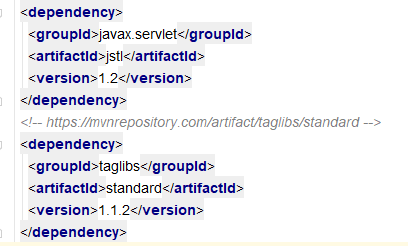 <dependency>
<groupId>javax.servlet</groupId>
<artifactId>jstl</artifactId>
<version>1.2</version>
</dependency>
<!-- https://mvnrepository.com/artifact/taglibs/standard -->
<dependency>
<groupId>taglibs</groupId>
<artifactId>standard</artifactId>
<version>1.1.2</version>
</dependency>